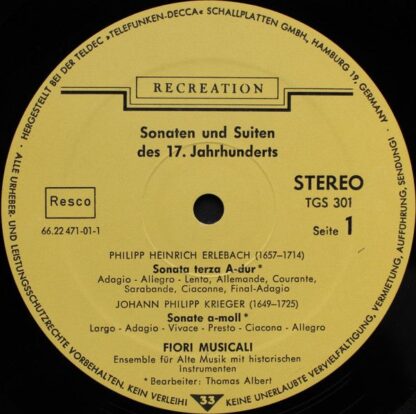 HERGESTELLT BEI DER TELDEC »TELEFUNKEN-DECCA« SCHALLPLATTEN GMBH., HAMBURG 19, GERMANY •
RECREATION
Sonaten und Suiten
des 17. Jahrhunderts
Resco
66.22 471-01-1
STEREO
TGS 301
Seite 1
PHILIPP HEINRICH ERLEBACH (1657–1714)
Sonata terza A-dur*
Adagio - Allegro - Lento, Allemande, Courante,
Sarabande, Ciaconne, Final-Adagio
JOHANN PHILIPP KRIEGER (1649–1725)
Sonate a-moll*
Largo - Adagio - Vivace - Presto - Ciacona - Allegro
FIORI MUSICALI
Ensemble für Alte Musik mit historischen
Instrumenten
* Bearbeiter: Thomas Albert
• ALLE URHEBER- UND LEISTUNGSSCHUTZRECHTE VORBEHALTEN. KEIN VERLEIH!
33
KEINE UNERLAUBTE VERVIELFÄLTIGUNG, VERMIETUNG, AUFFÜHRUNG, SENDUNG!